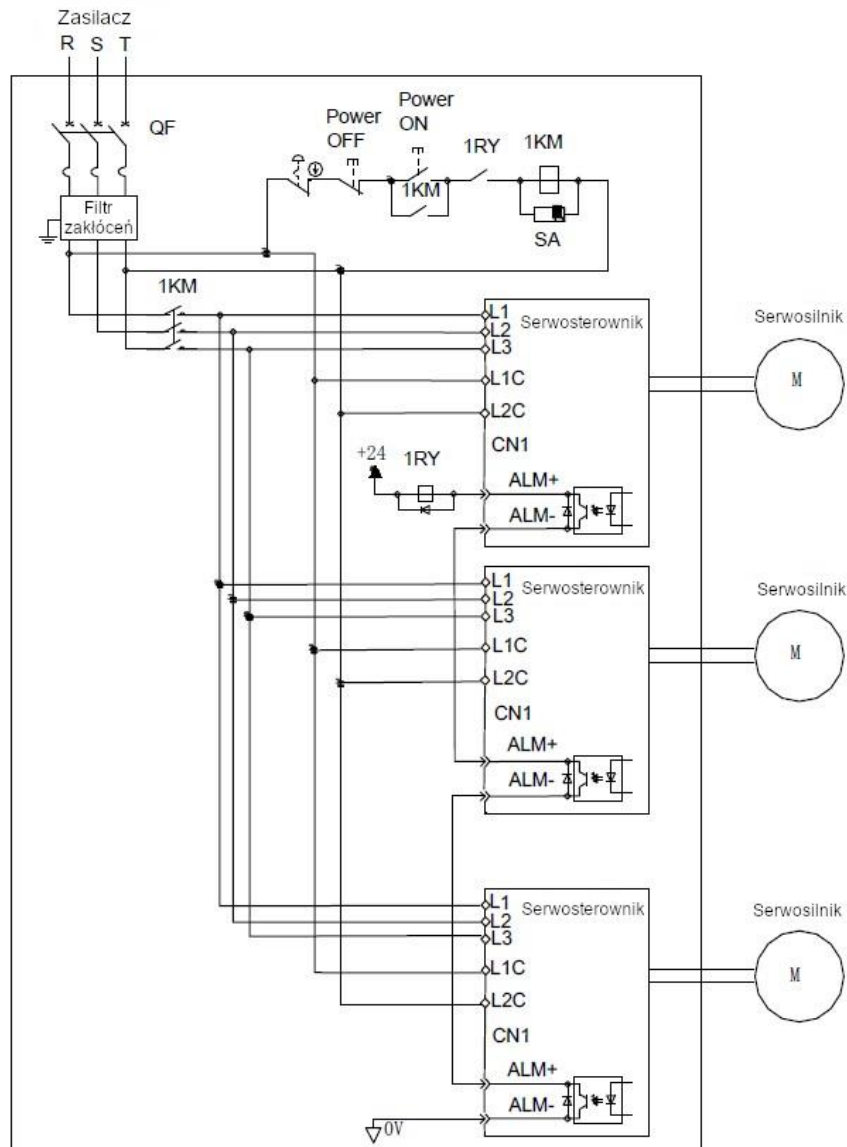 Zasilacz
R S T
QF
Power
OFF
Power
ON
1RY
1KM
1KM
SA
Filtr
zakłóceń
1KM
L1
L2
L3
L1C
L2C
Serwosterownik
CN1
+24
1RY
ALM+
ALM-
Serwosilnik
M
L1
L2
L3
L1C
L2C
Serwosterownik
CN1
ALM+
ALM-
Serwosilnik
M
L1
L2
L3
L1C
L2C
Serwosterownik
CN1
ALM+
ALM-
0V
Serwosilnik
M